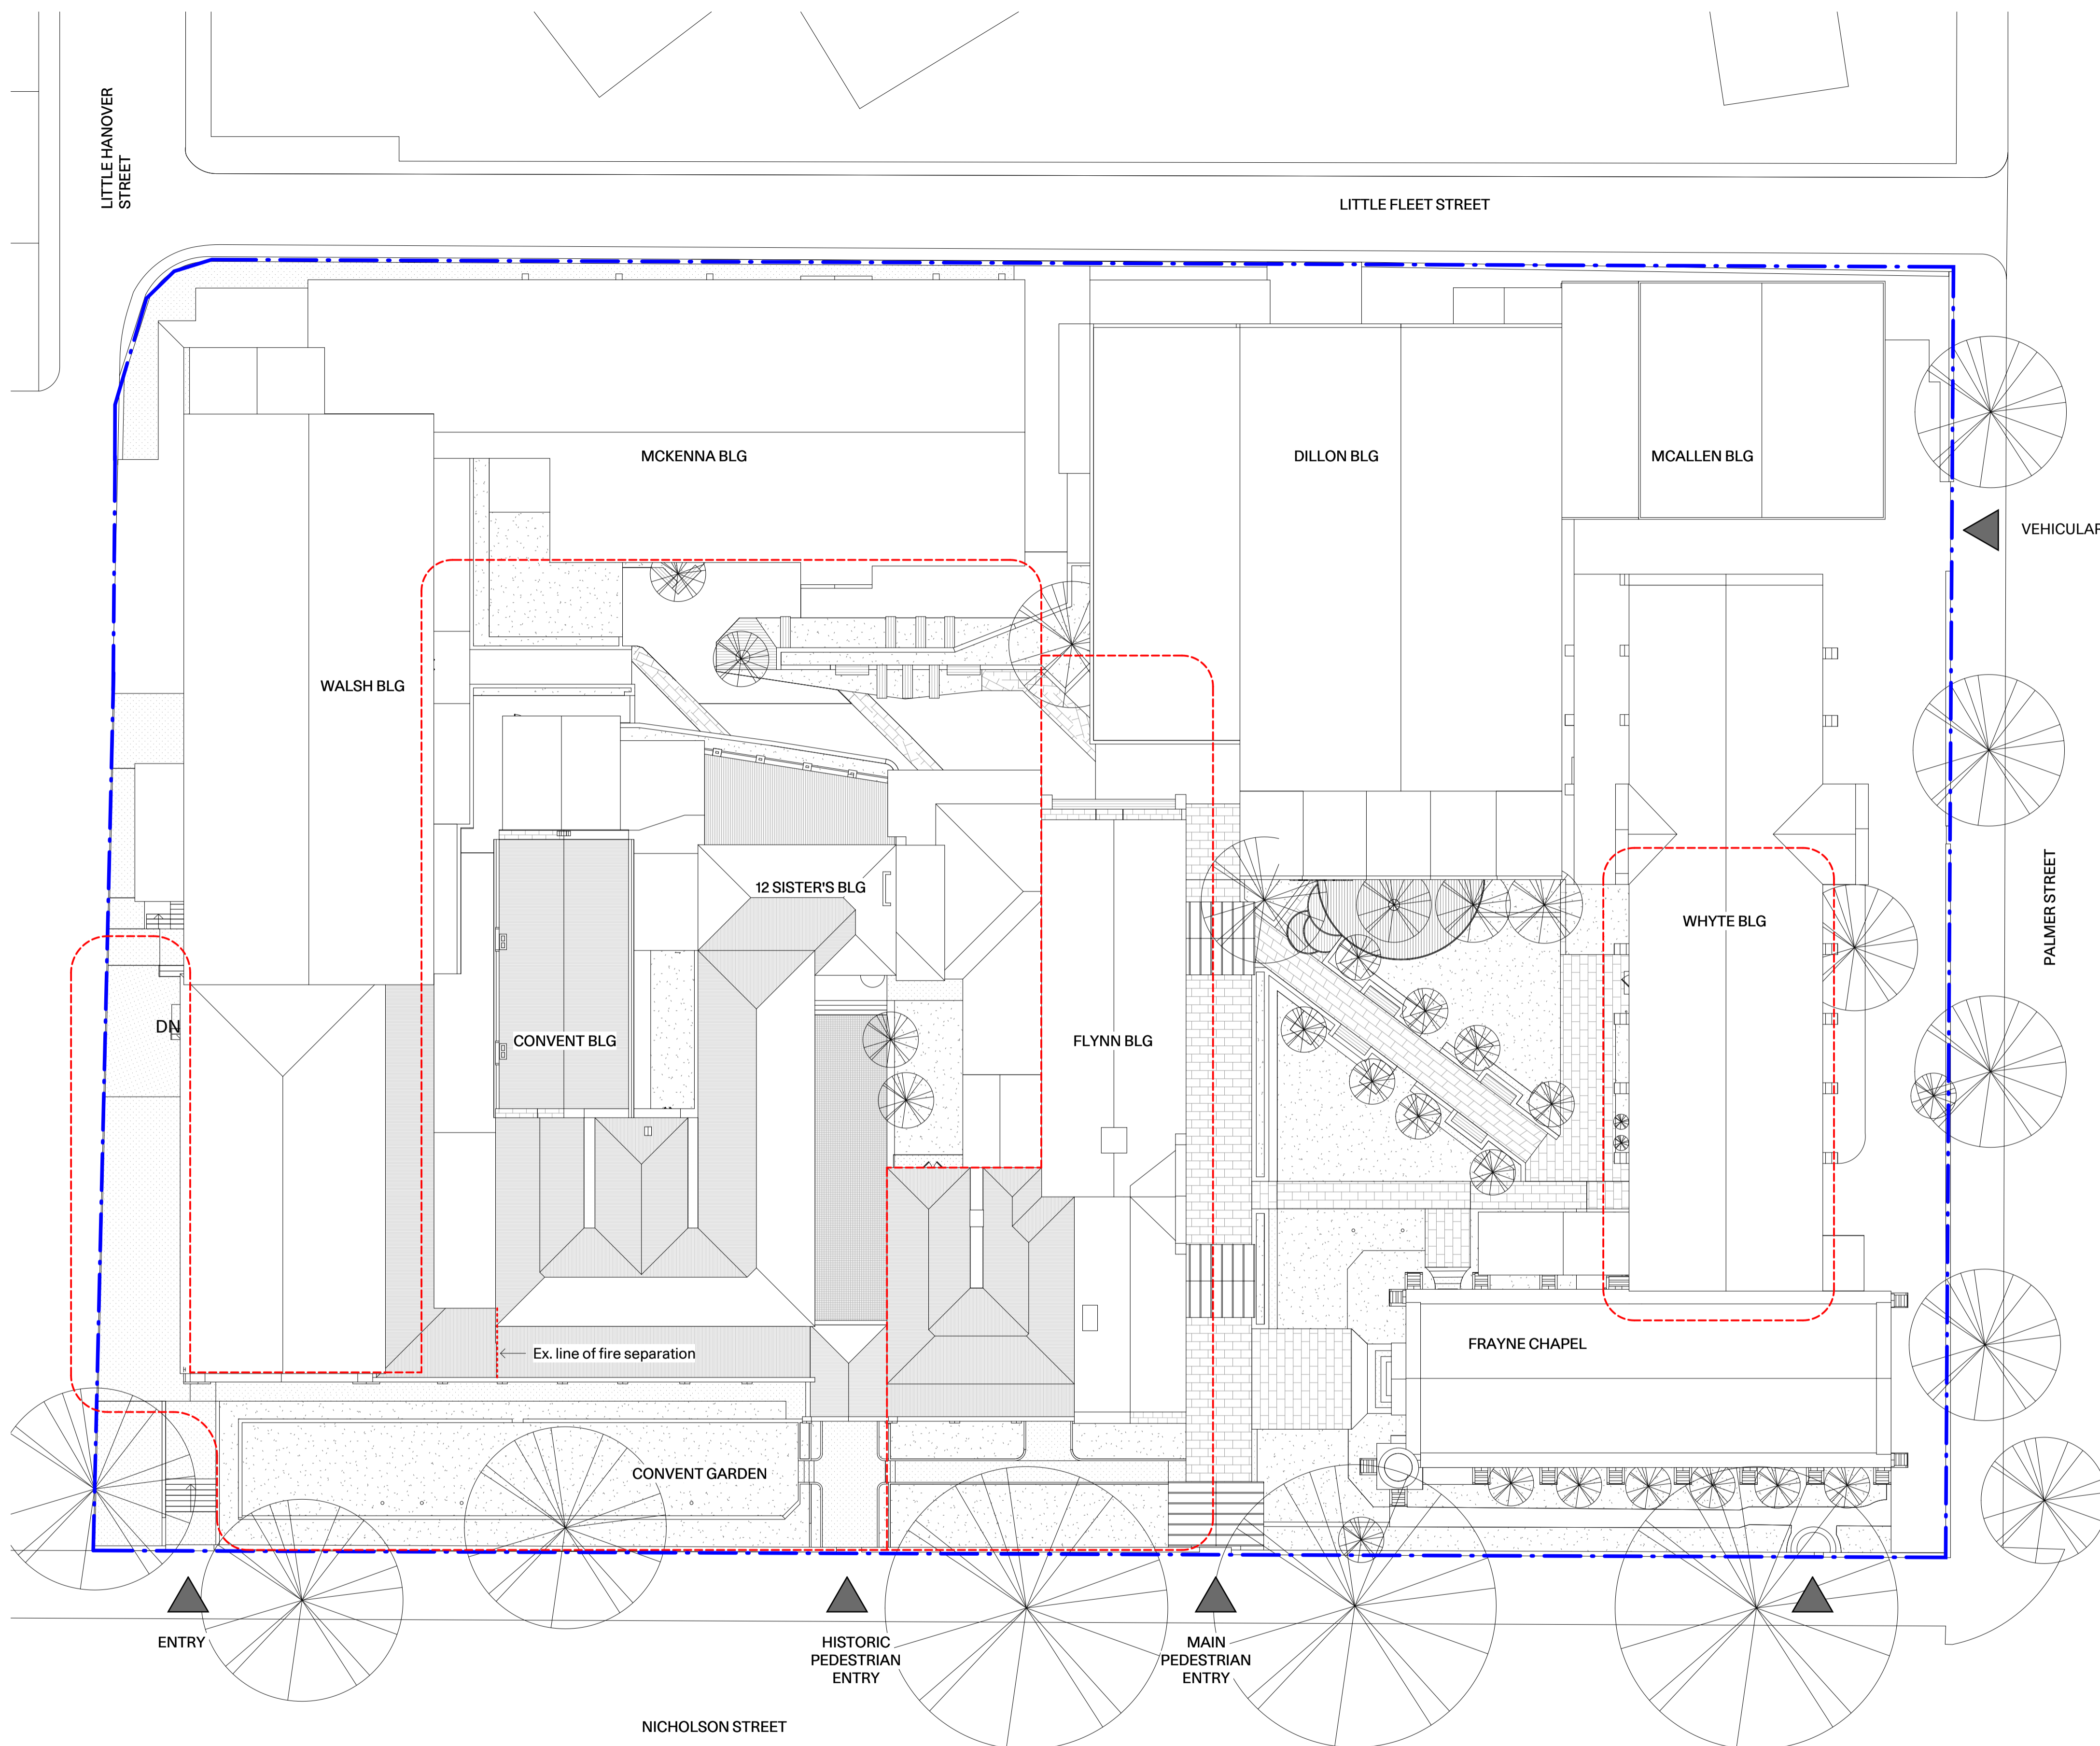 LITTLE HANOVER
STREET
LITTLE FLEET STREET
MCKENNA BLG
DILLON BLG
MCALLEN BLG
VEHICULAR
WALSH BLG
12 SISTER'S BLG
WHYTE BLG
PALMER STREET
DN
CONVENT BLG
FLYNN BLG
Ex. line of fire separation
FRAYNE CHAPEL
CONVENT GARDEN
ENTRY
HISTORIC
PEDESTRIAN
ENTRY
MAIN
PEDESTRIAN
ENTRY
NICHOLSON STREET